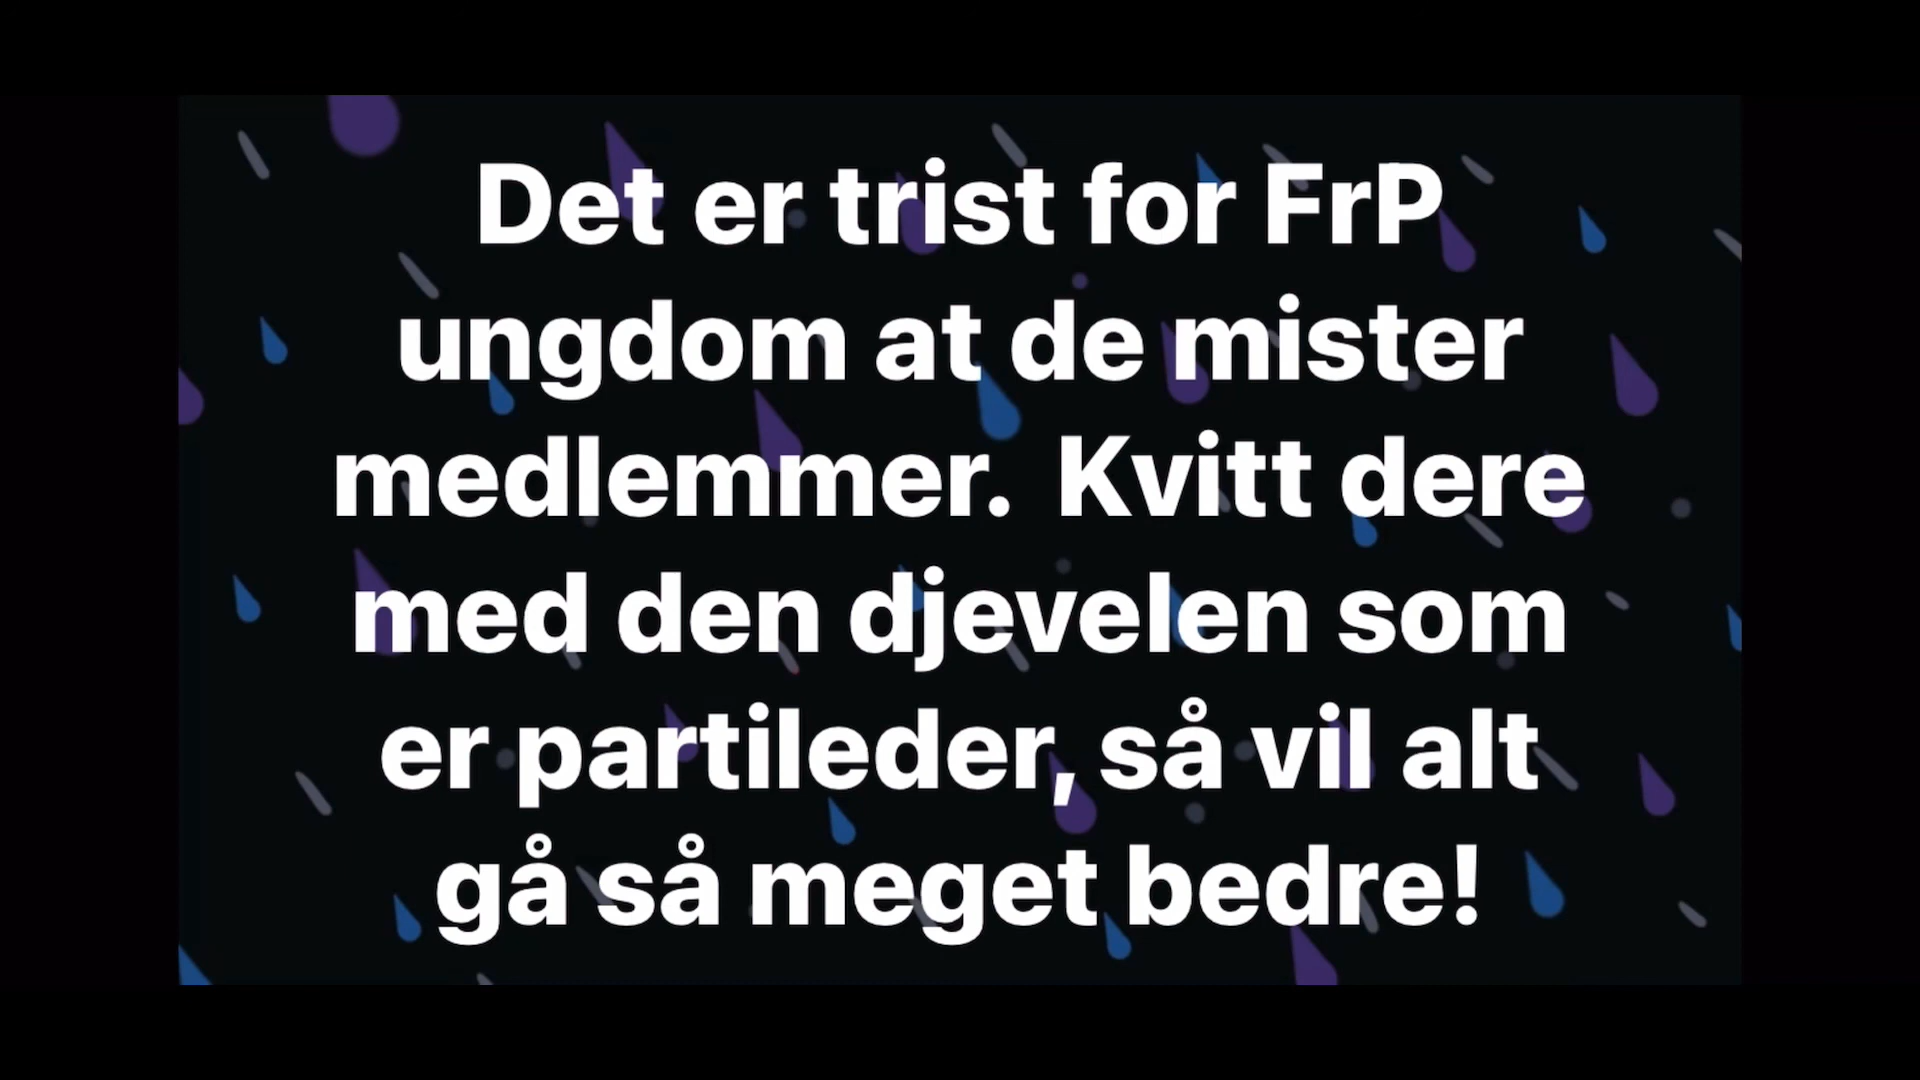 Det er trist for FrP
ungdom at de mister
medlemmer. Kvitt dere
med den djevelen som
er partileder, så vil alt
gå så meget bedre!